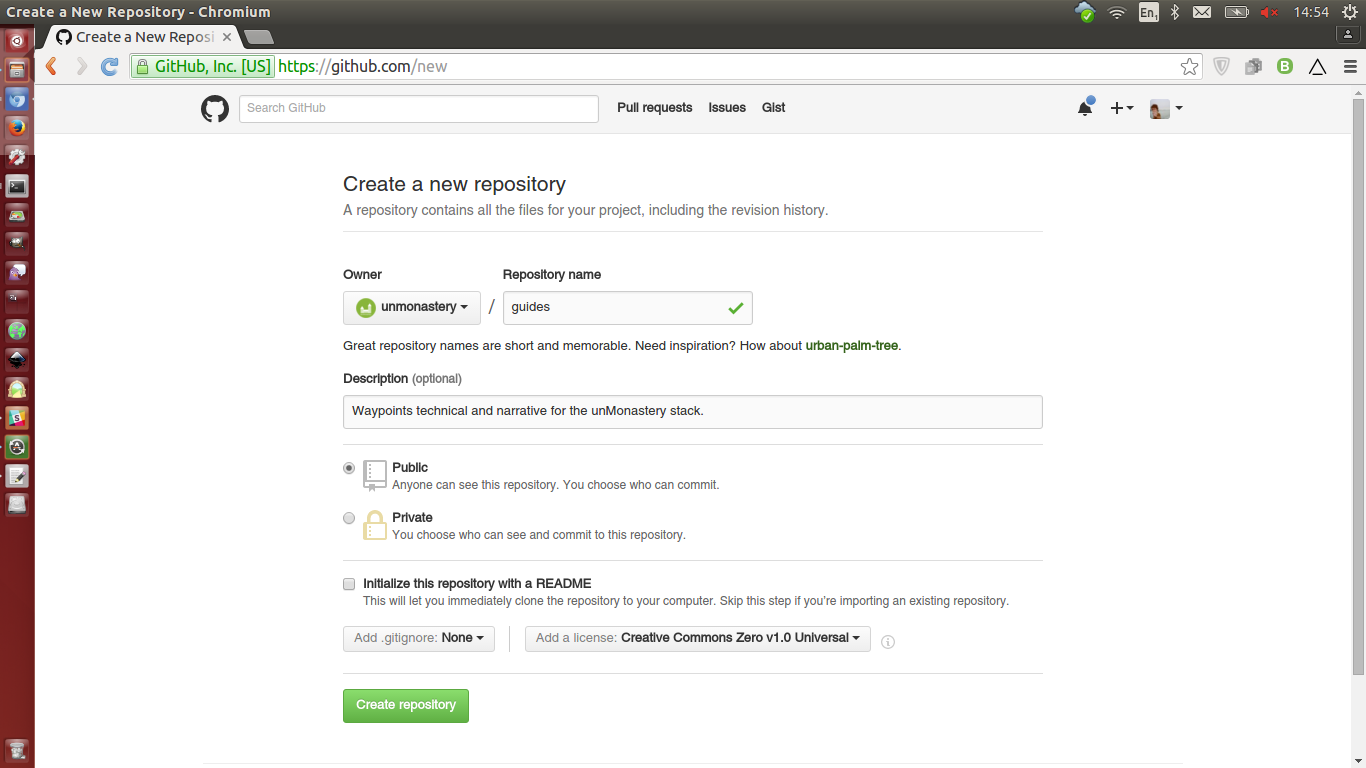 Create a New Repository - Chromium
En1
14:54
Create a New Reposi
GitHub, Inc. [US] https://github.com/new
Search GitHub
Pull requests Issues Gist
Create a new repository
A repository contains all the files for your project, including the revision history.
Owner Repository name
unmonastery / guides
Great repository names are short and memorable. Need inspiration? How about urban-palm-tree.
Description (optional)
Waypoints technical and narrative for the unMonastery stack.
Public
Anyone can see this repository. You choose who can commit.
Private
You choose who can see and commit to this repository.
Initialize this repository with a README
This will let you immediately clone the repository to your computer. Skip this step if you're importing an existing repository.
Add .gitignore: None Add a license: Creative Commons Zero v1.0 Universal
Create repository